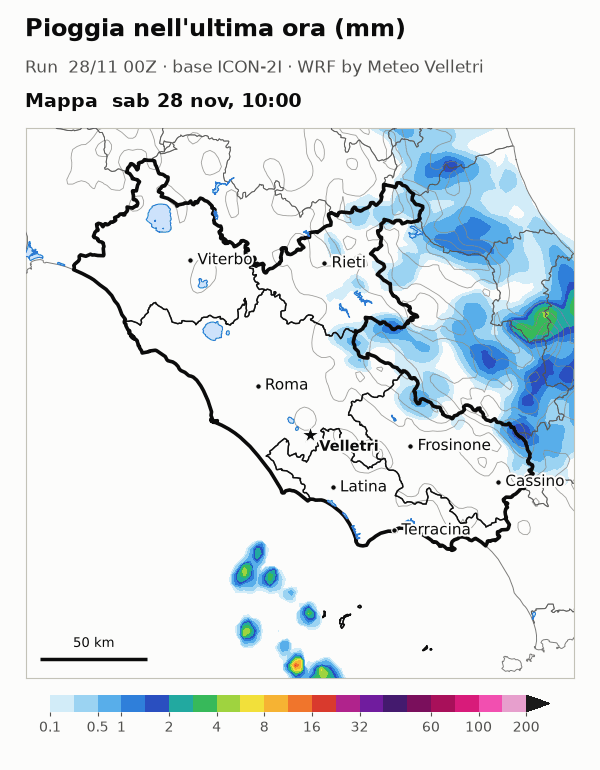 Pioggia nell'ultima ora (mm)
Run 28/11 00Z · base ICON-2I · WRF by Meteo Velletri
Mappa sab 28 nov, 10:00
Viterbo
Rieti
Roma
Velletri
Frosinone
Latina
Cassino
Terracina
50 km
0.1 0.5 1 2 4 8 16 32 60 100 200